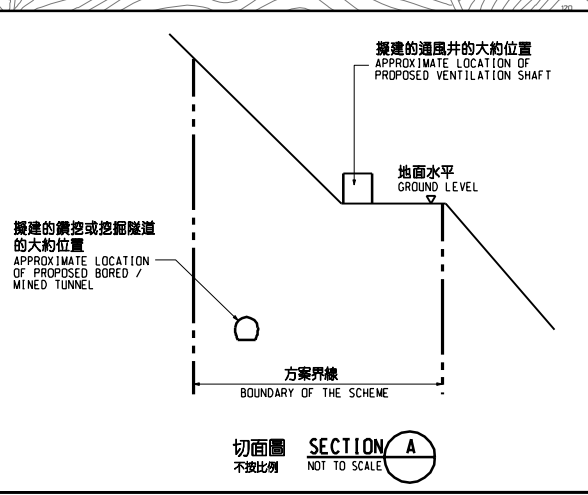 120
擬建的通風井的大約位置
APPROXIMATE LOCATION OF
PROPOSED VENTILATION SHAFT
地面水平
GROUND LEVEL
擬建的鑽挖或挖掘隧道
的大約位置
APPROXIMATE LOCATION
OF PROPOSED BORED /
MINED TUNNEL
方案界線
BOUNDARY OF THE SCHEME
切面圖 SECTION A
不按比例 NOT TO SCALE